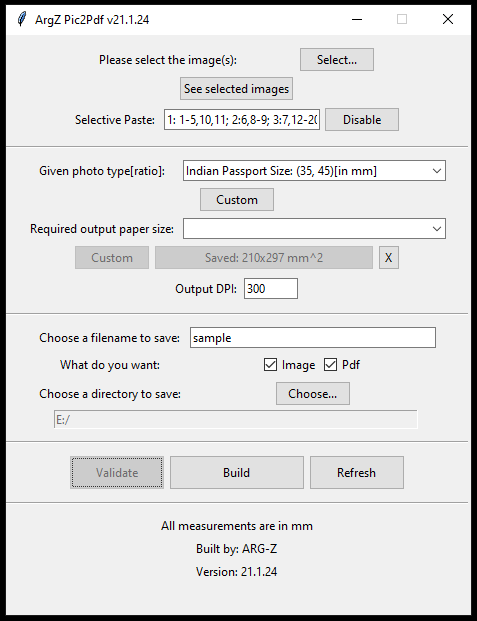 ArgZ Pic2Pdf v21.1.24
Please select the image(s): Select...
See selected images
Selective Paste: 1: 1-5,10,11; 2:6,8-9; 3:7,12-20 Disable
Given photo type[ratio]: Indian Passport Size: (35, 45)[in mm]
Custom
Required output paper size:
Custom Saved: 210x297 mm^2 X
Output DPI: 300
Choose a filename to save: sample
What do you want: Image Pdf
Choose a directory to save: Choose...
E:/
Validate Build Refresh
All measurements are in mm
Built by: ARG-Z
Version: 21.1.24